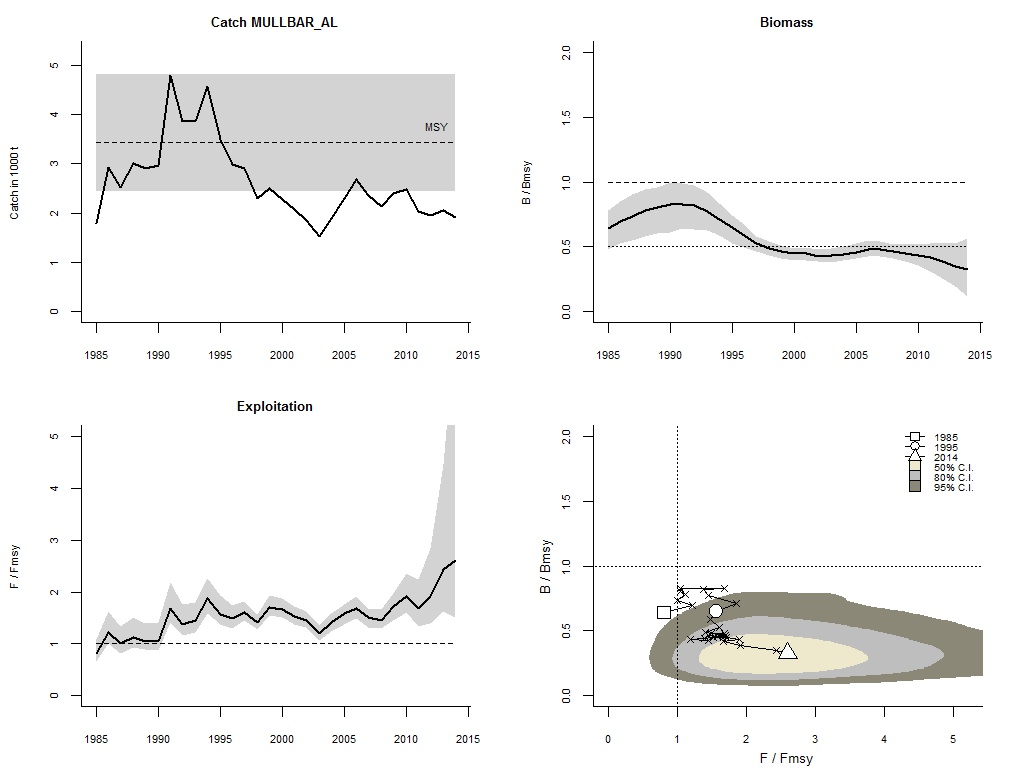 Catch MULLBAR_AL
Catch in 1000 t
5
4
3
2
1
0
MSY
1985 1990 1995 2000 2005 2010 2015
Biomass
B / Bmsy
2.0
1.5
1.0
0.5
0.0
1985 1990 1995 2000 2005 2010 2015
Exploitation
F / Fmsy
5
4
3
2
1
0
1985 1990 1995 2000 2005 2010 2015
B / Bmsy
2.0
1.5
1.0
0.5
0.0
1985
1995
2014
50% C.I.
80% C.I.
95% C.I.
0 1 2 3 4 5
F / Fmsy